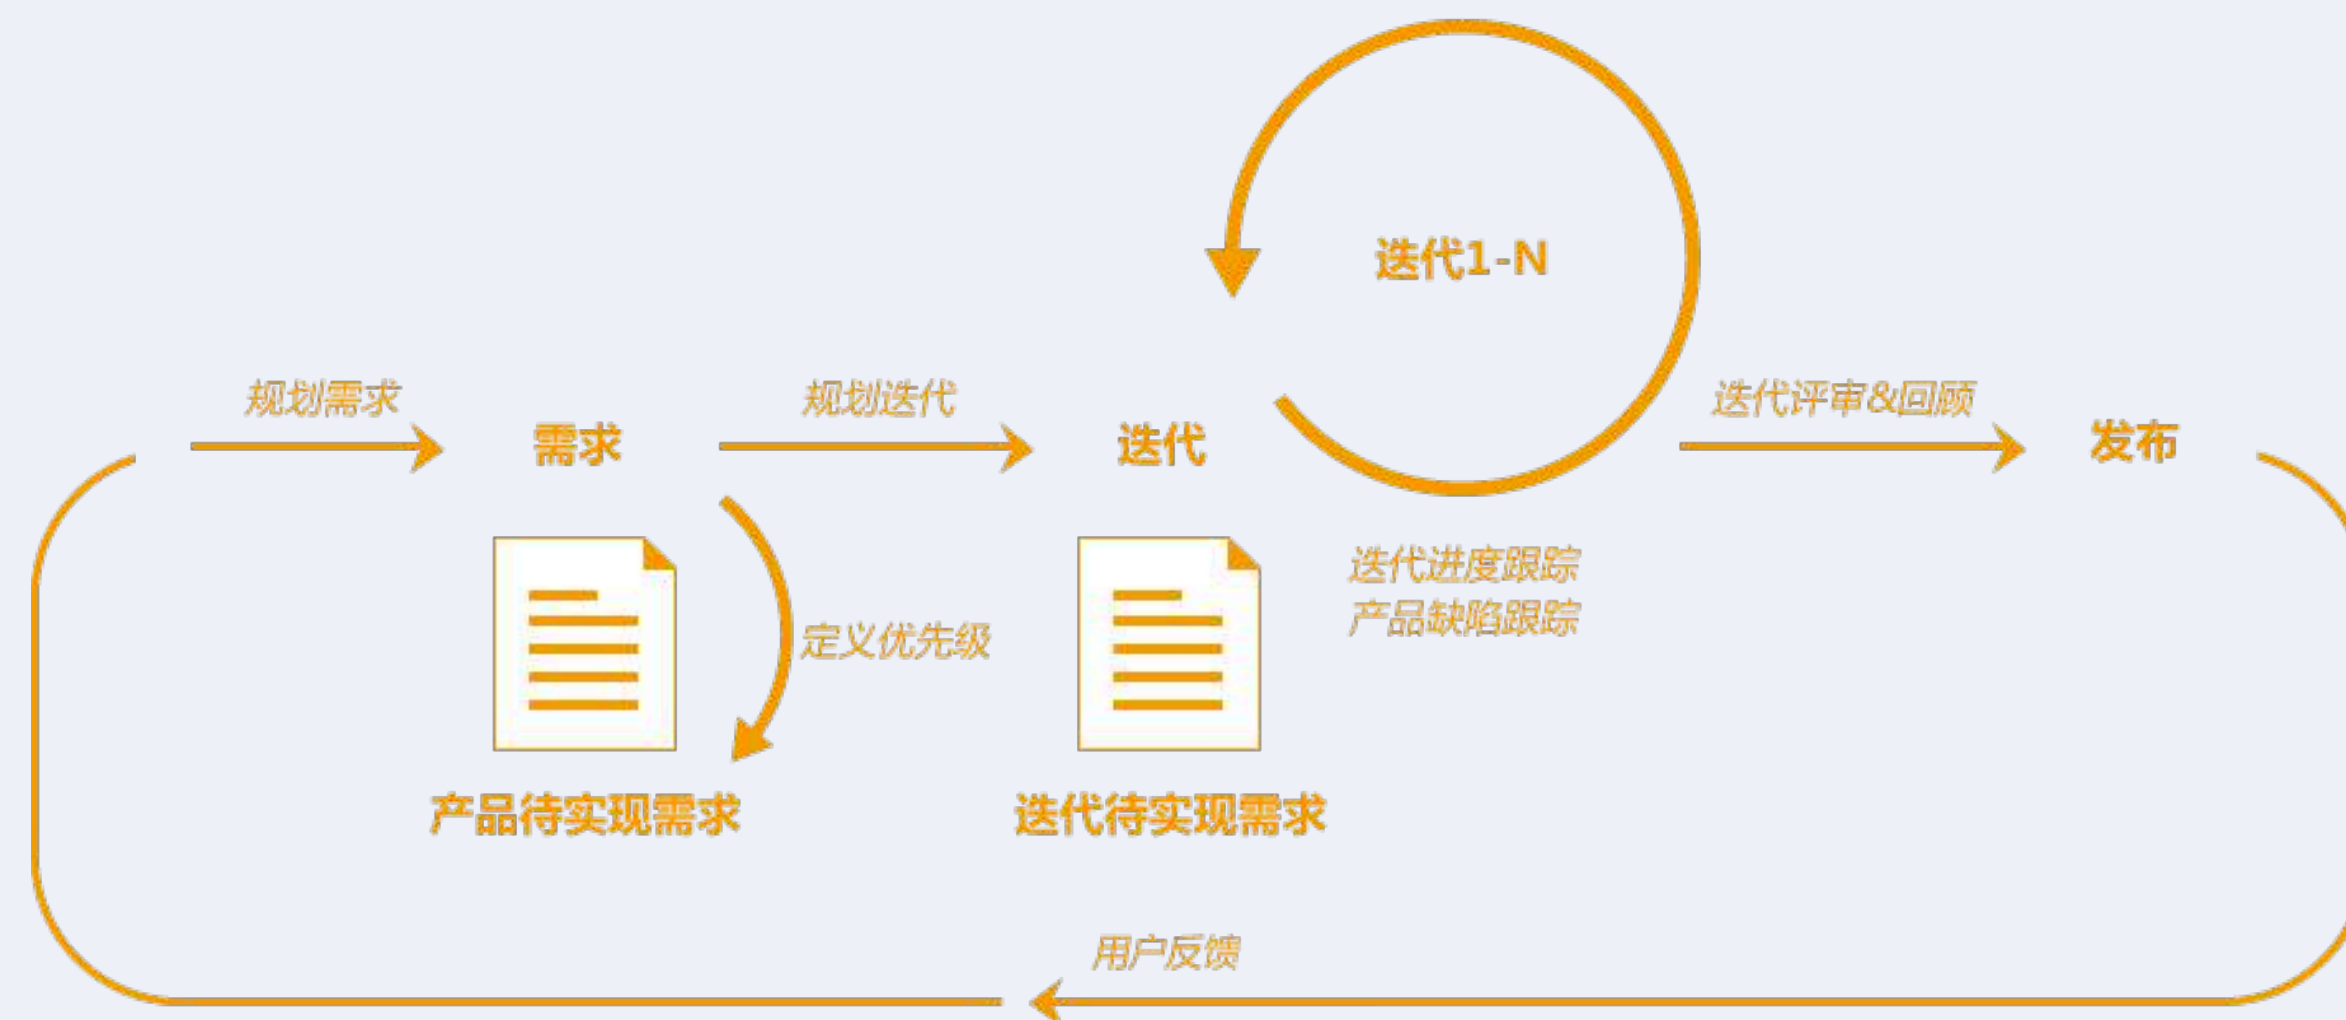 迭代1-N
规划需求
需求
规划迭代
迭代
迭代评审&回顾
发布
定义优先级
迭代进度跟踪
产品缺陷跟踪
产品待实现需求
迭代待实现需求
用户反馈